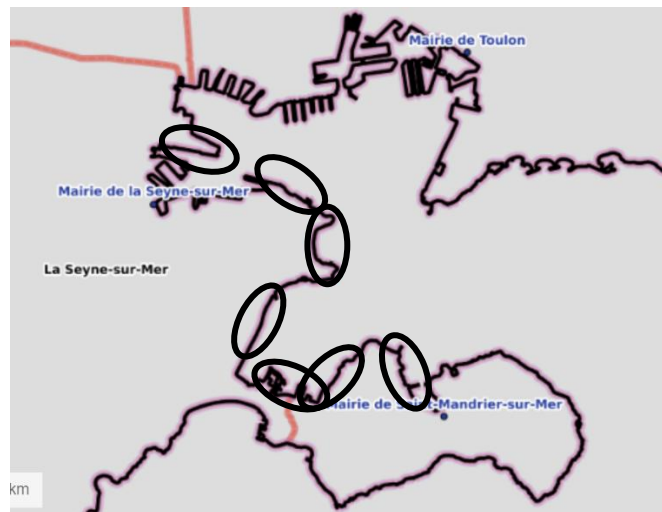 Mairie de Toulon
Mairie de la Seyne-sur-Mer
La Seyne-sur-Mer
Mairie de Saint-Mandrier-sur-Mer
km